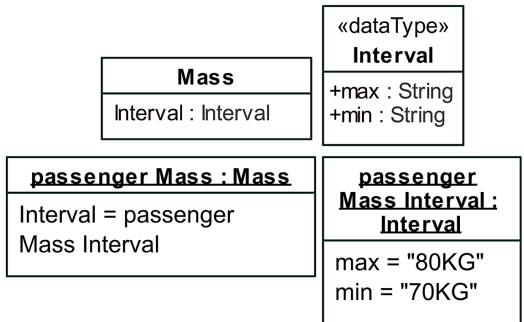 «dataType»
Interval
+max : String
+min : String
Mass
Interval : Interval
passenger Mass : Mass
Interval = passenger
Mass Interval
passenger
Mass Interval :
Interval
max = "80KG"
min = "70KG"